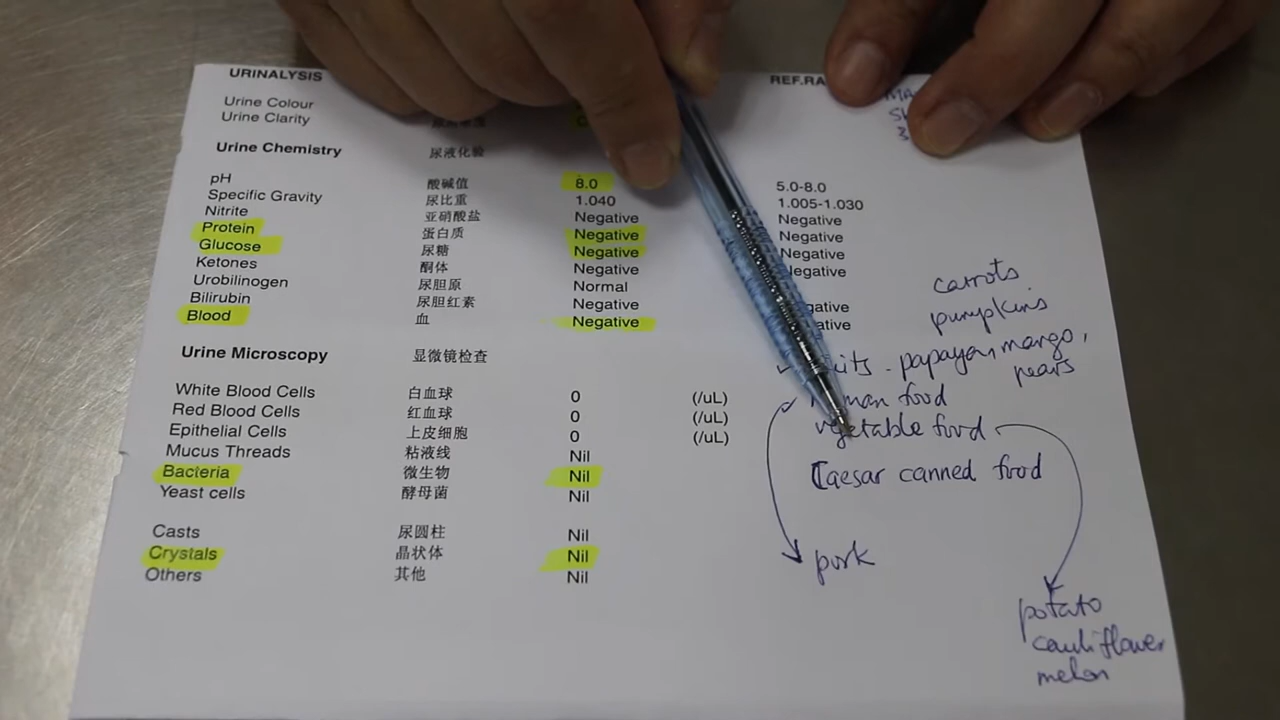 URINALYSIS REF.RA
Urine Colour
Urine Clarity
Urine Chemistry 尿液化验
pH 酸碱值 8.0 5.0-8.0
Specific Gravity 尿比重 1.040 1.005-1.030
Nitrite 亚硝酸盐 Negative Negative
Protein 蛋白质 Negative Negative
Glucose 尿糖 Negative Negative
Ketones 酮体 Negative Negative
Urobilinogen 尿胆原 Normal
Bilirubin 尿胆红素 Negative gative
Blood 血 Negative ative
carrots
pumpkins
Urine Microscopy 显微镜检查
uits - papaya, mango,
pears
White Blood Cells 白血球 0 (/uL)
man food
Red Blood Cells 红血球 0 (/uL)
Epithelial Cells 上皮细胞 0 (/uL)
vegetable food
Mucus Threads 粘液线 Nil
Bacteria 微生物 Nil
Caesar canned food
Yeast cells 酵母菌 Nil
Casts 尿圆柱 Nil
Crystals 晶状体 Nil
pork
Others 其他 Nil
potato
cauliflower
melon